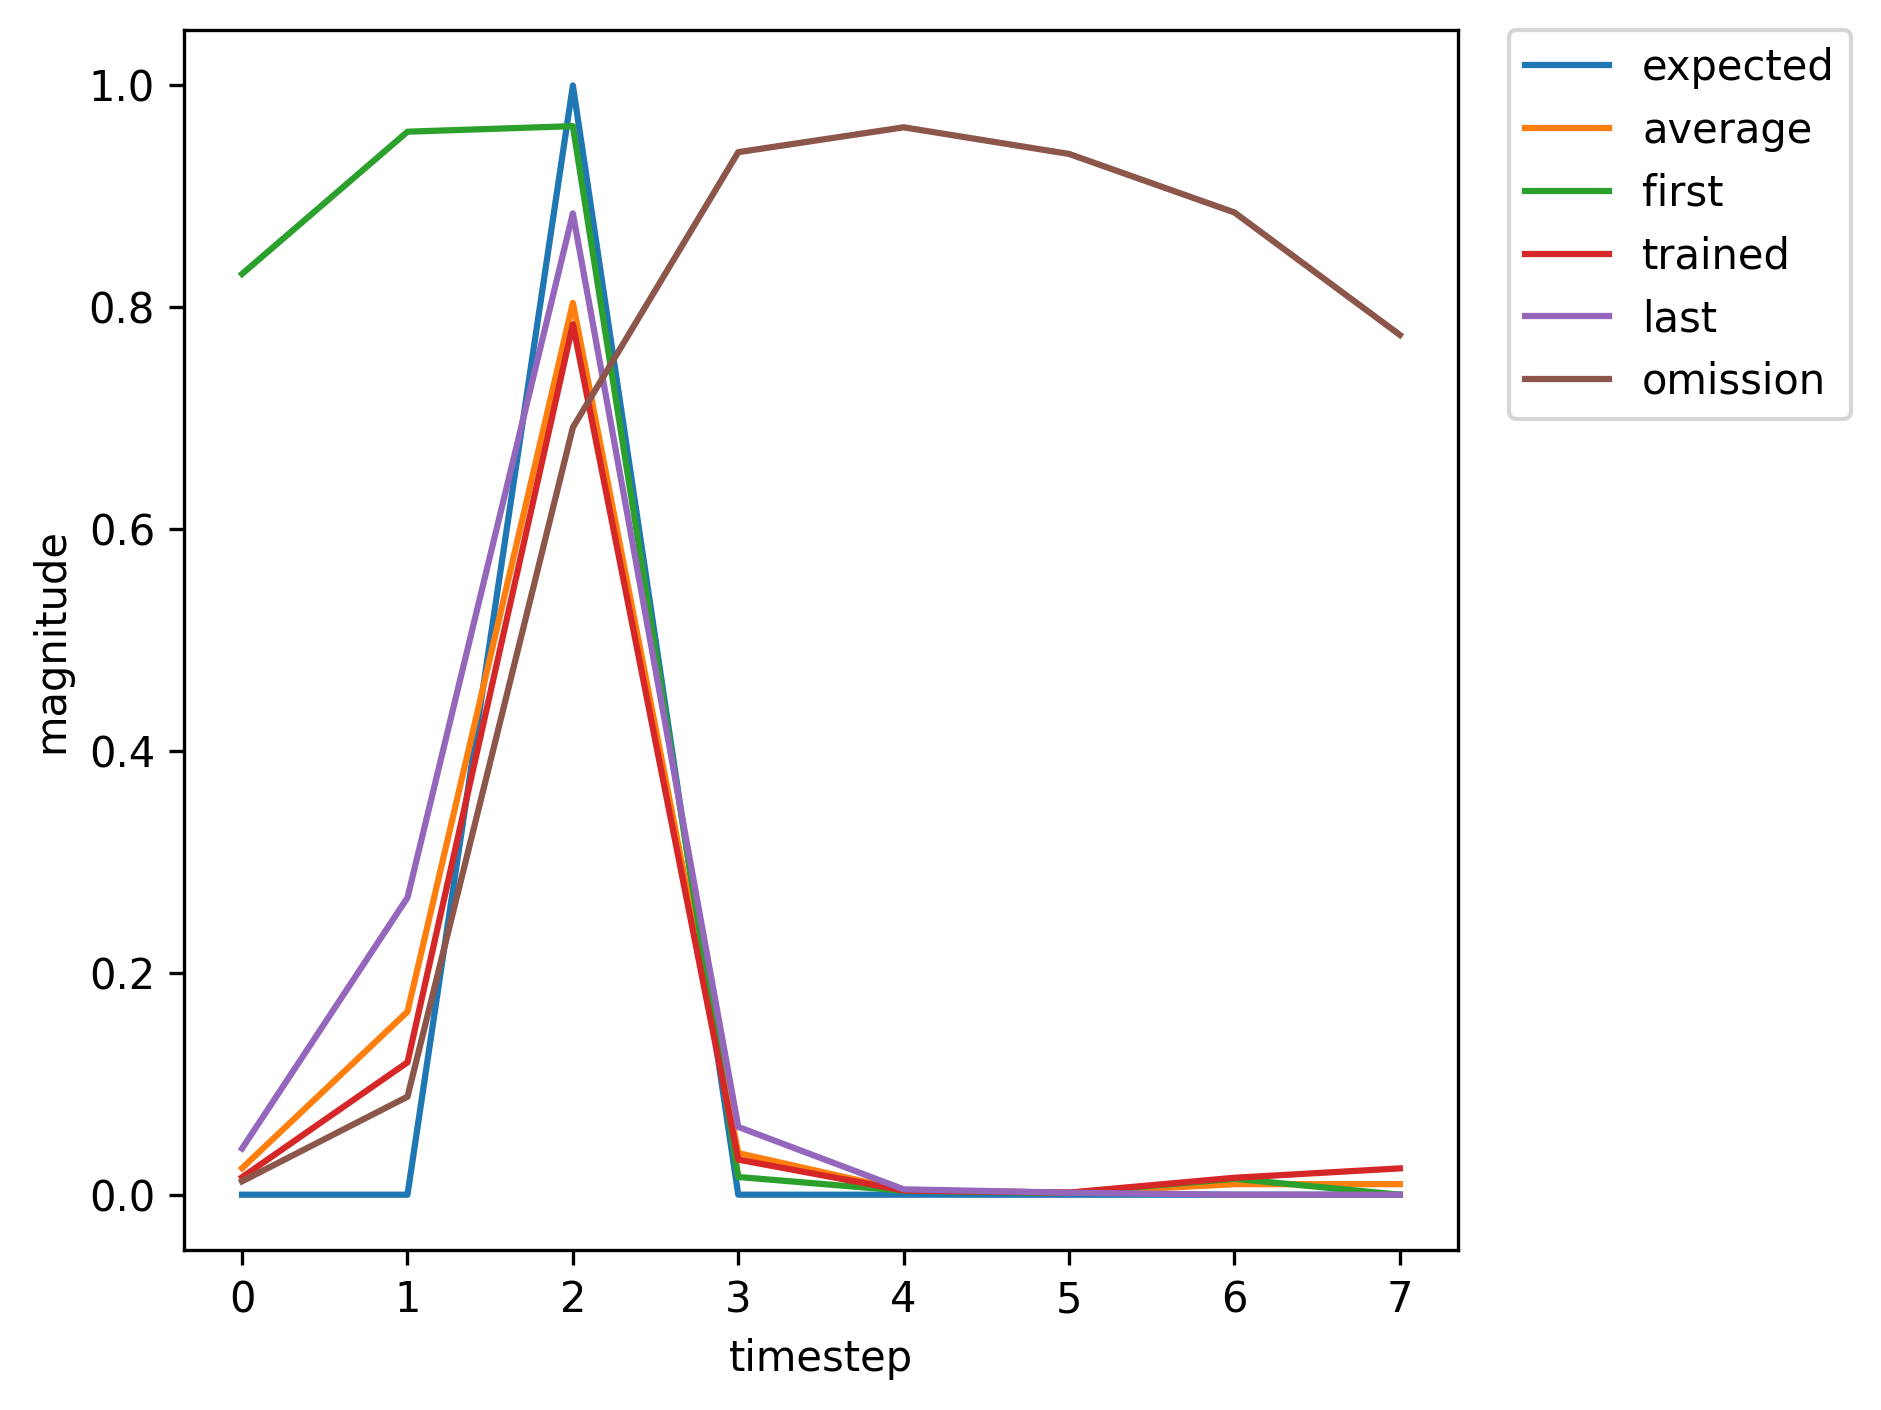 1.0
0.8
0.6
0.4
0.2
0.0
magnitude
0 1 2 3 4 5 6 7
timestep
expected
average
first
trained
last
omission